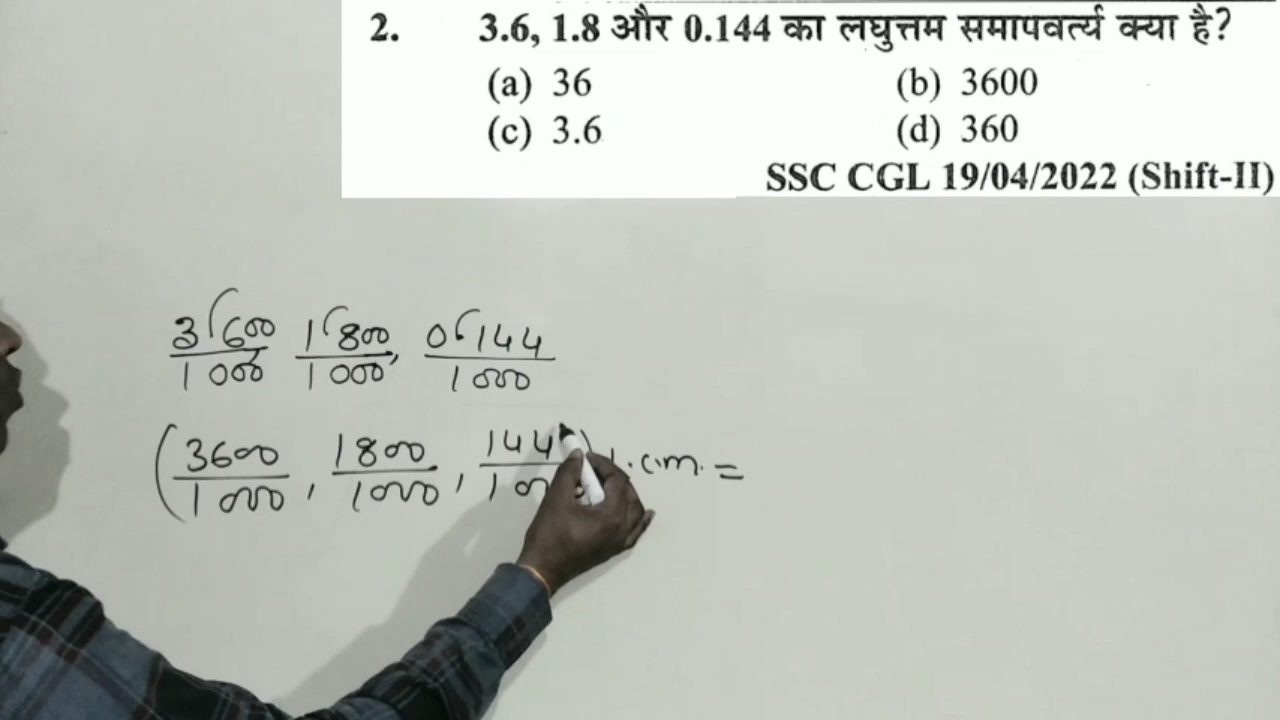 2. 3.6, 1.8 और 0.144 का लघुत्तम समापवर्त्य क्या है?
(a) 36 (b) 3600
(c) 3.6 (d) 360
SSC CGL 19/04/2022 (Shift-II)
3.600 1.800 0.144
1000, 1000, 1000
(3600 1800 144) .c.m. =
1000, 1000,